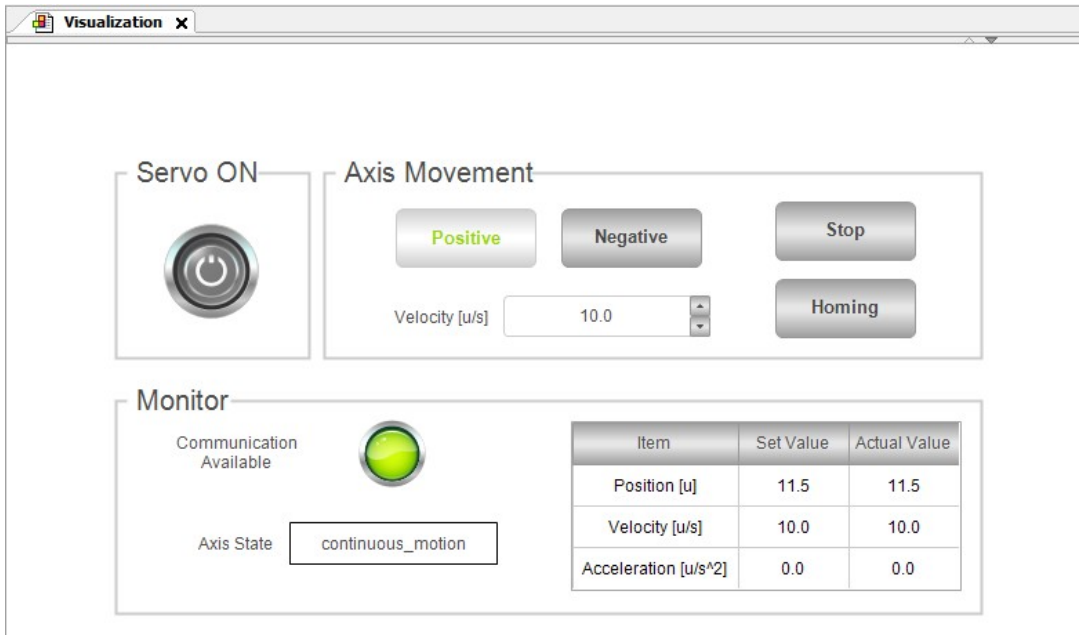 Visualization
Servo ON
Axis Movement
Positive
Negative
Stop
Velocity [u/s]
10.0
Homing
Monitor
Communication
Available
Axis State
continuous_motion
Item Set Value Actual Value
Position [u] 11.5 11.5
Velocity [u/s] 10.0 10.0
Acceleration [u/s^2] 0.0 0.0